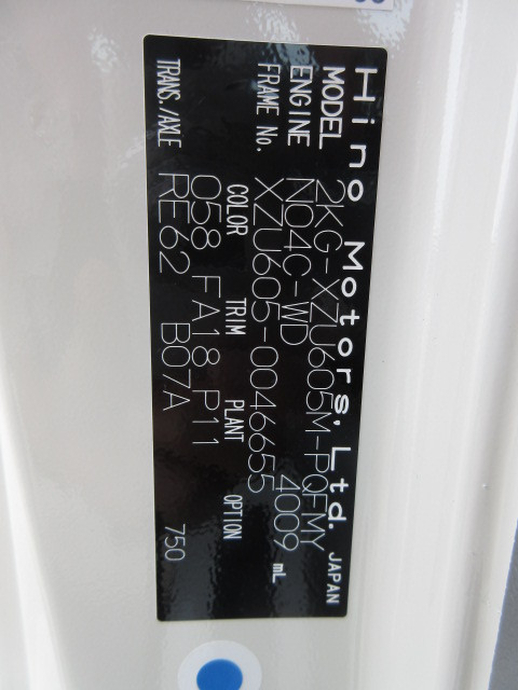 Hino Motors, Ltd. JAPAN
MODEL 2KG-XZU605M-PQFMY
ENGINE N04C-WD 4009 mL
FRAME No. XZU605-0046655
COLOR TRIM PLANT OPTION
058 FA18 P11
TRANS./AXLE RE62 B07A 750